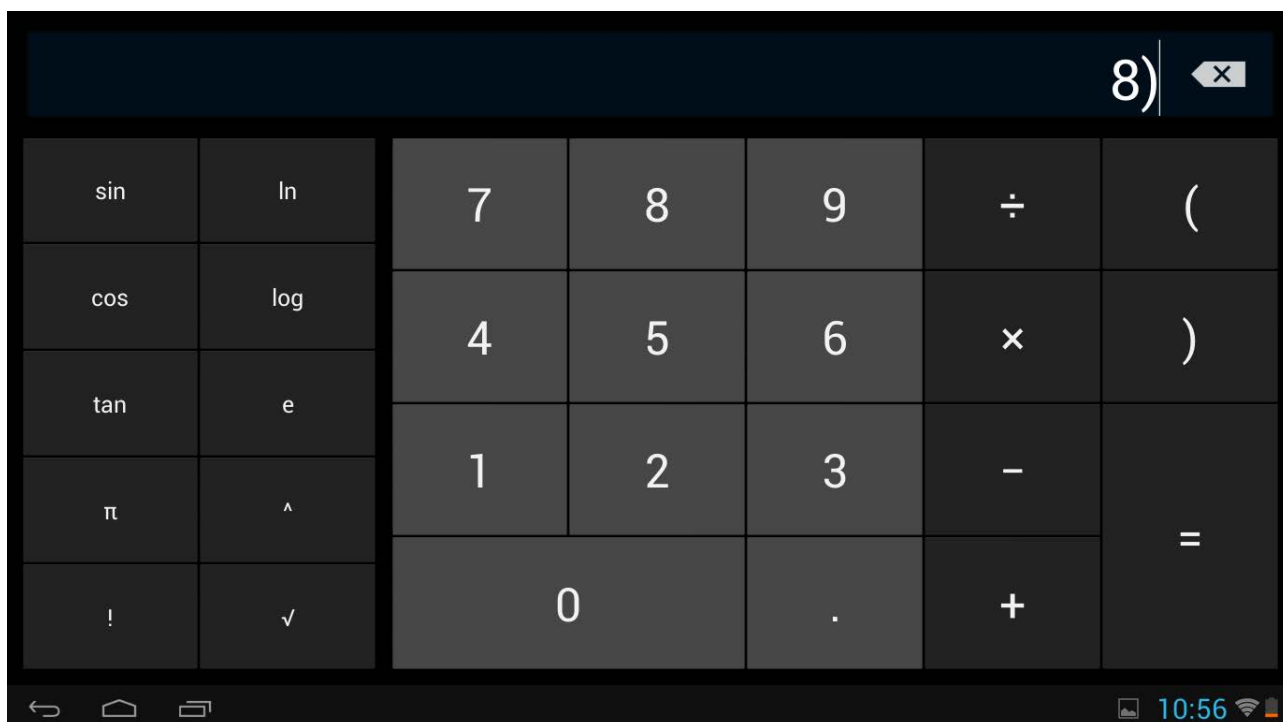 8)
sin ln 7 8 9 ÷ (
cos log 4 5 6 × )
tan e 1 2 3 −
π ^ =
! √ 0 . +
10:56